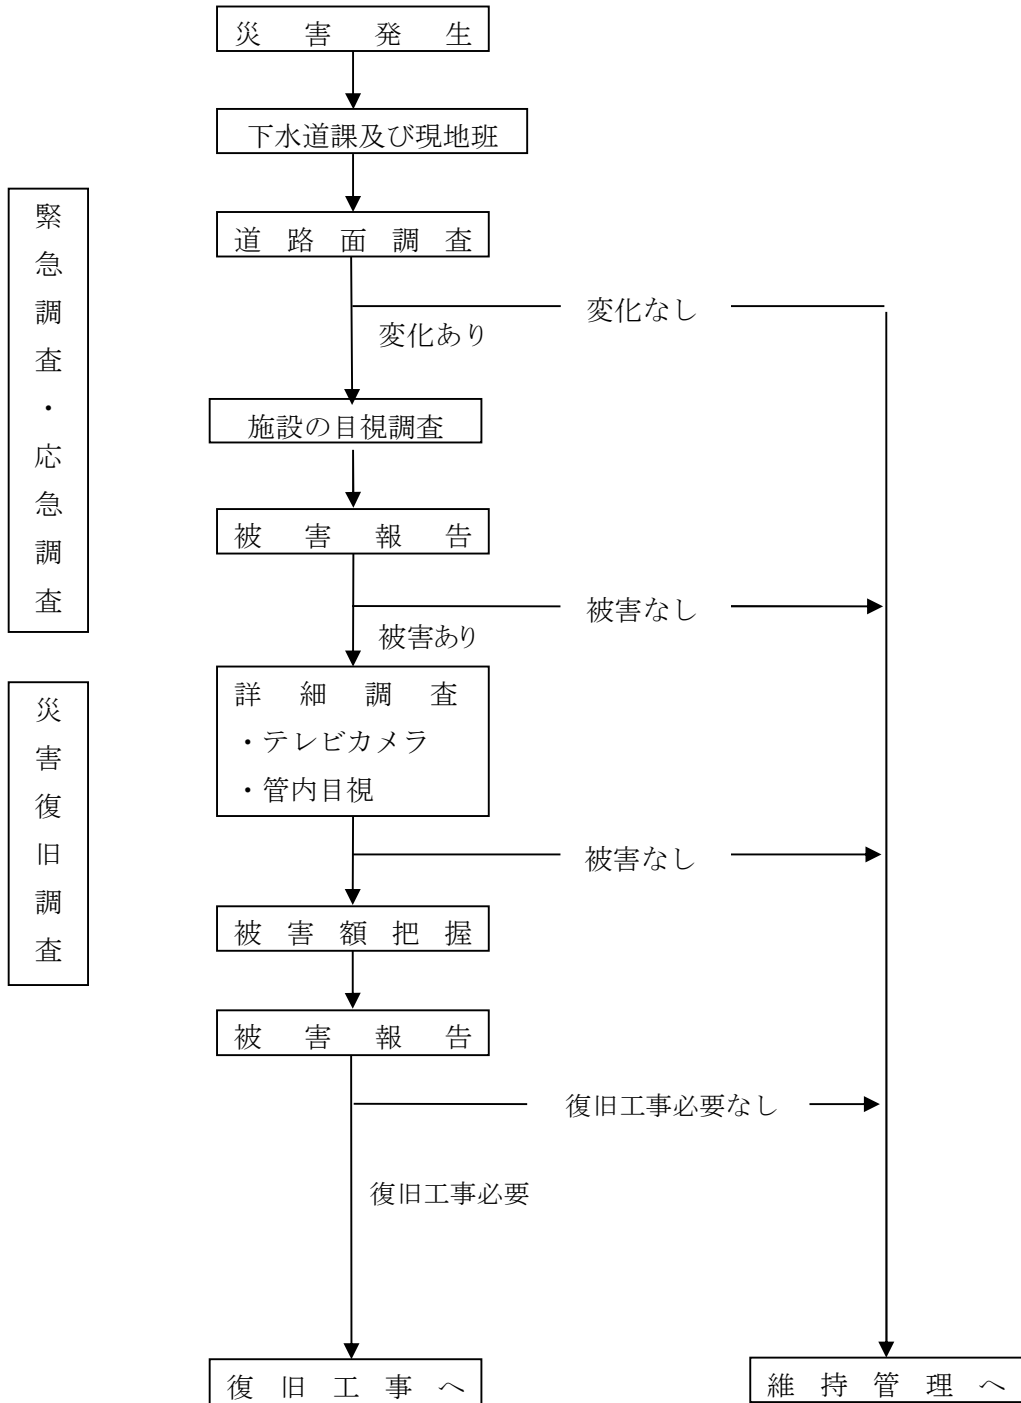 災害発生
下水道課及び現地班
緊急調査・応急調査
道路面調査
変化なし
変化あり
施設の目視調査
被害報告
被害なし
被害あり
災害復旧調査
詳細調査
・テレビカメラ
・管内目視
被害なし
被害額把握
被害報告
復旧工事必要なし
復旧工事必要
復旧工事へ
維持管理へ